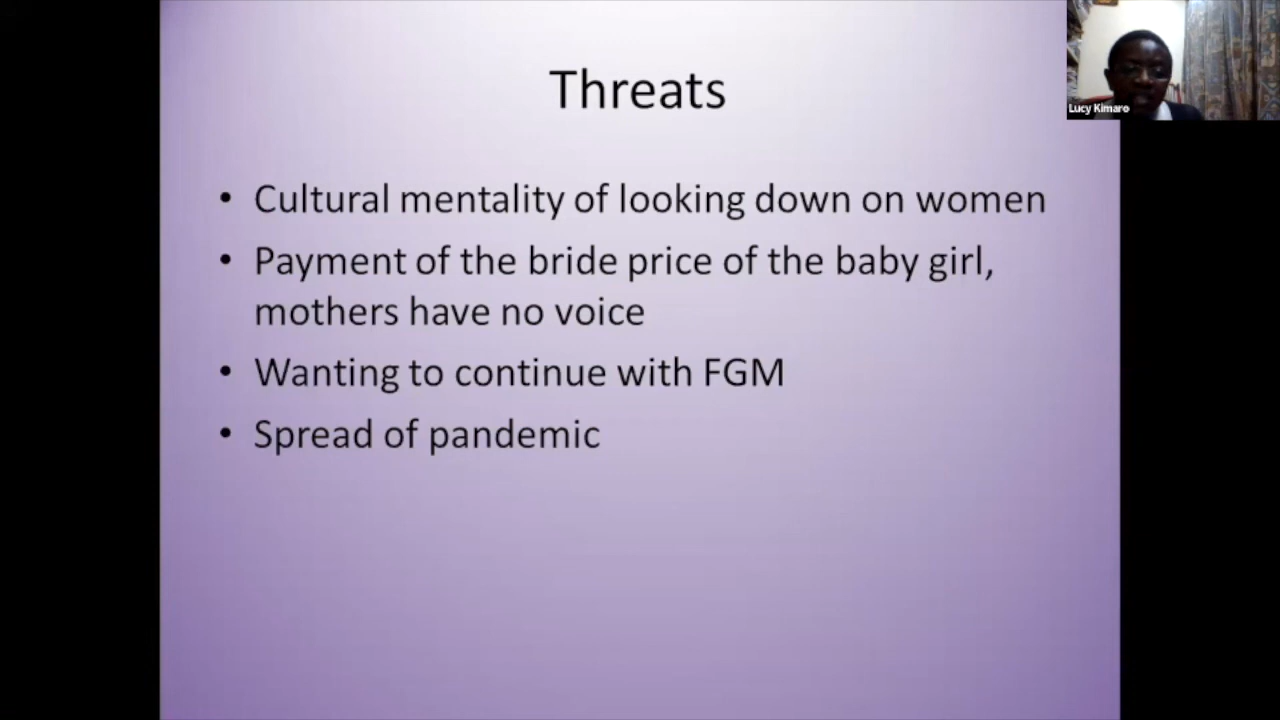 Threats
Lucy Kimaro
• Cultural mentality of looking down on women
• Payment of the bride price of the baby girl,
mothers have no voice
• Wanting to continue with FGM
• Spread of pandemic